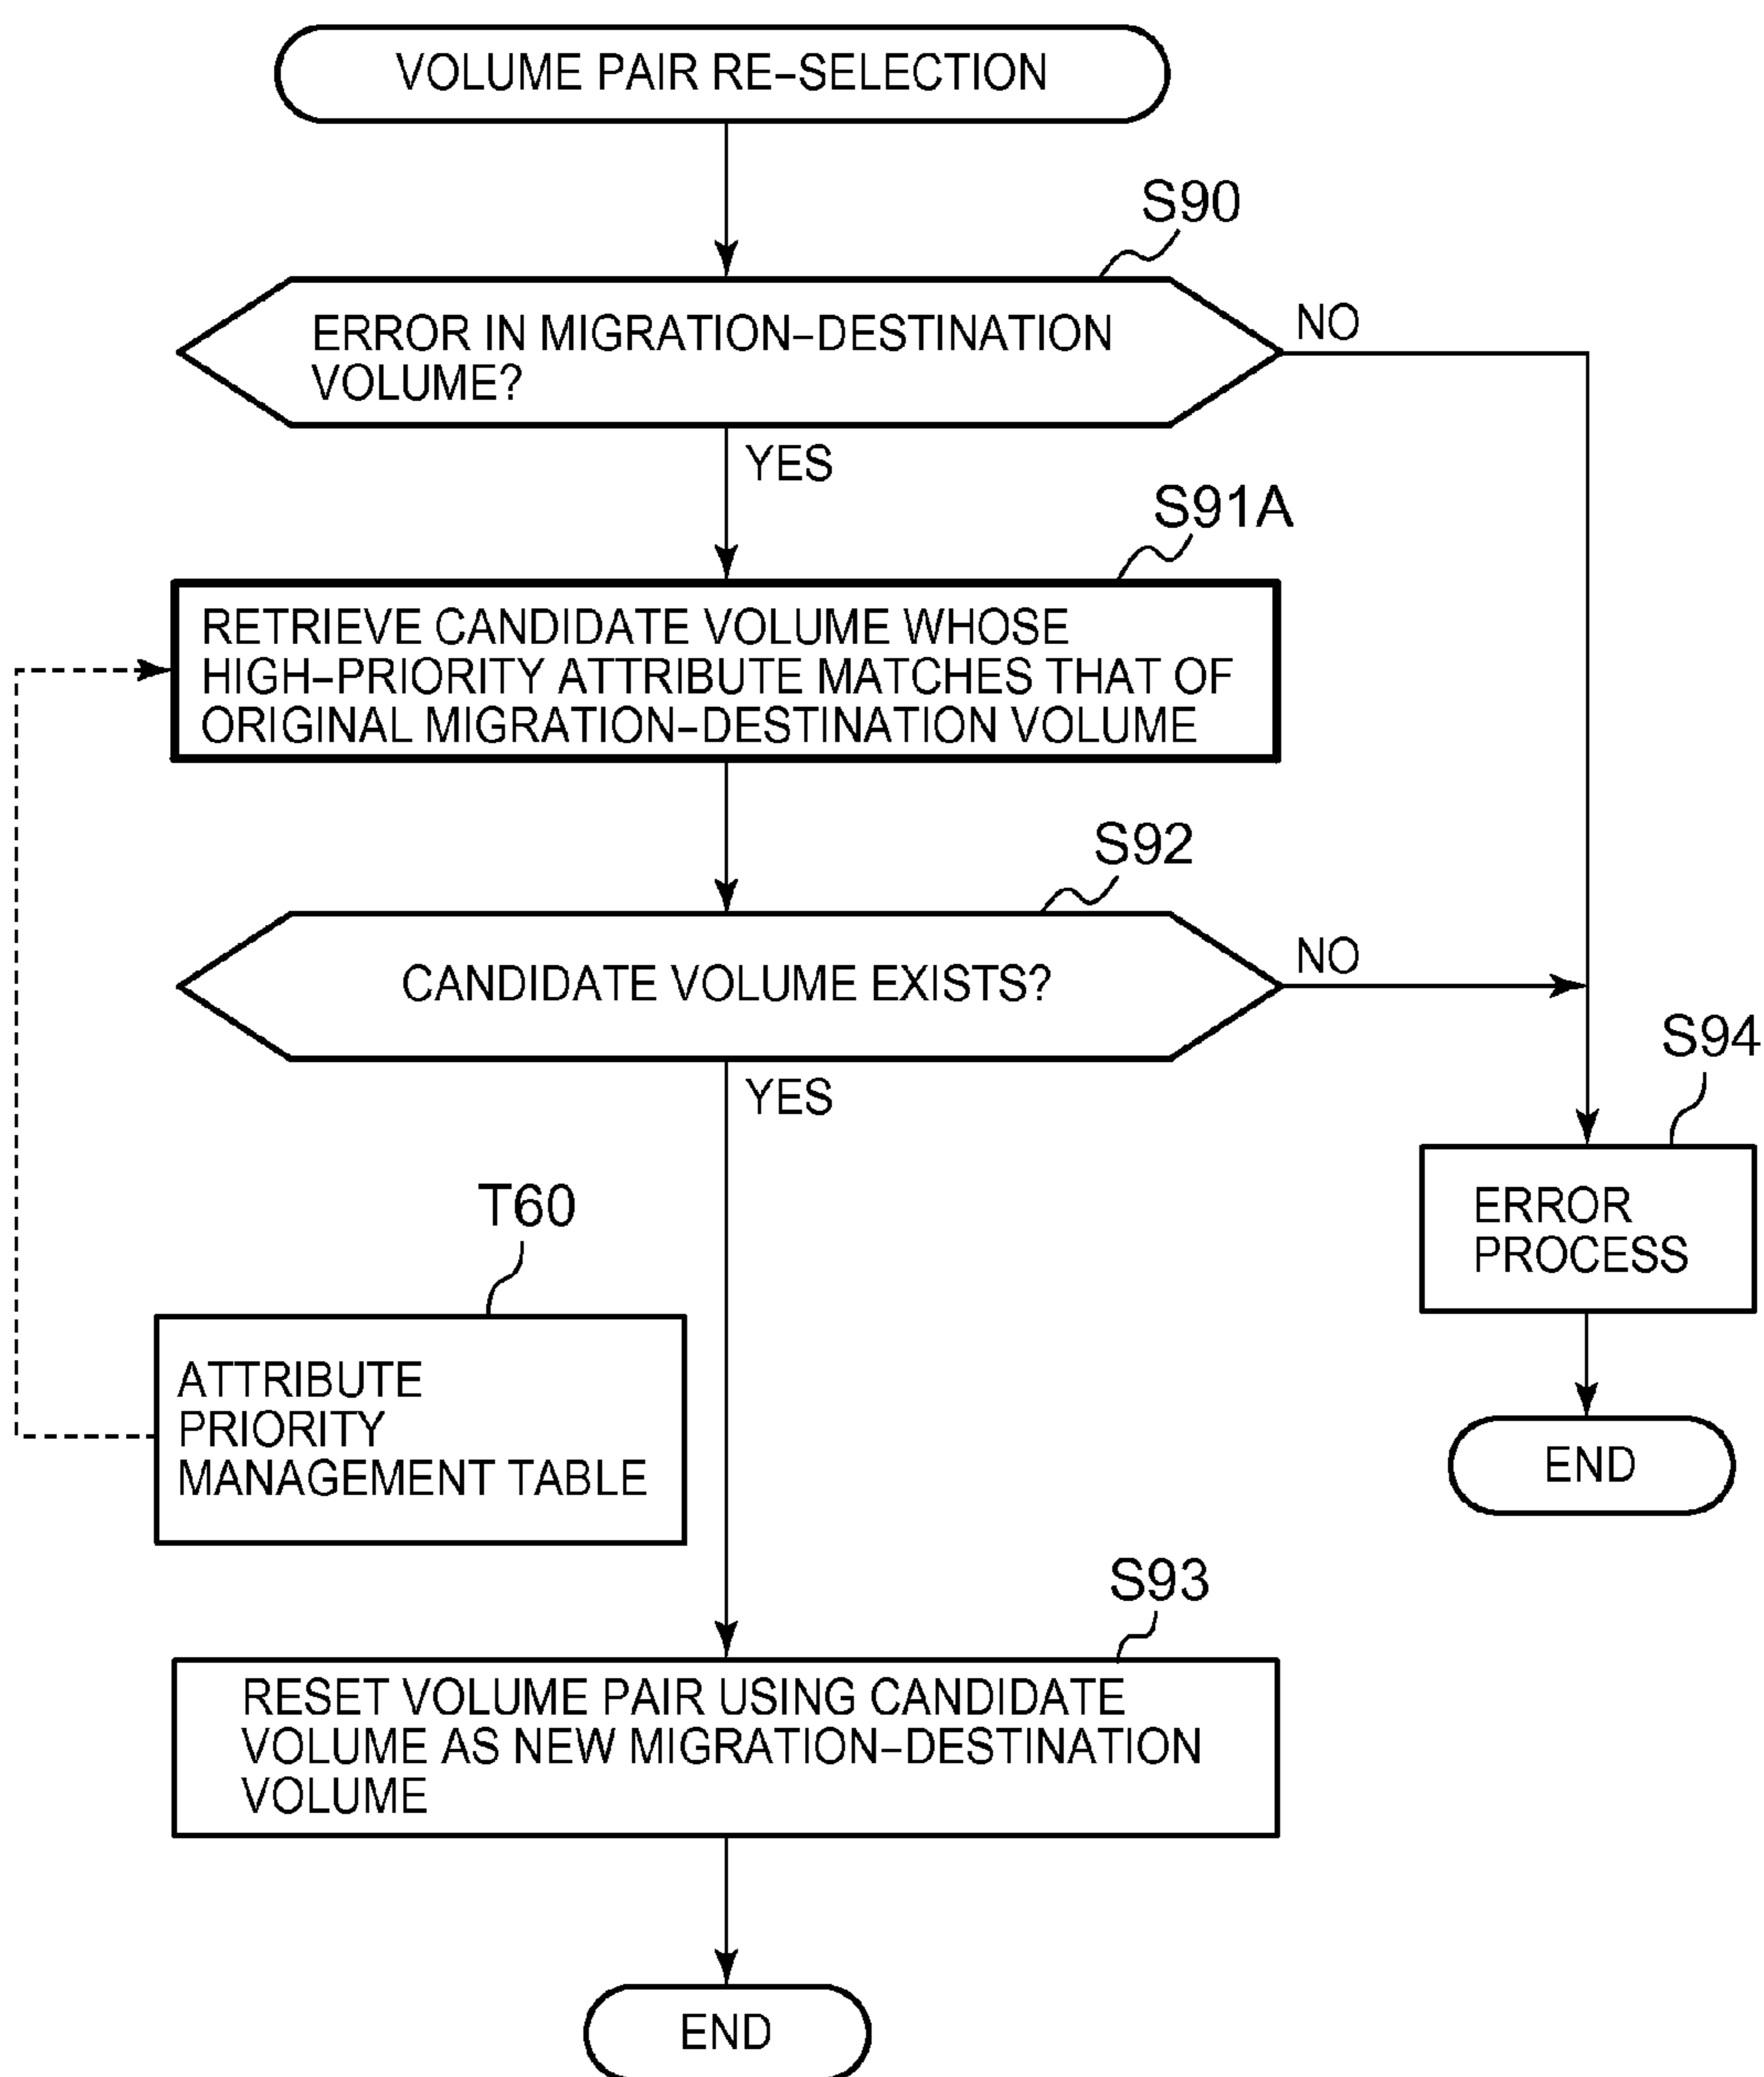 VOLUME PAIR RE-SELECTION
S90
ERROR IN MIGRATION-DESTINATION
VOLUME?
NO
YES
S91A
RETRIEVE CANDIDATE VOLUME WHOSE
HIGH-PRIORITY ATTRIBUTE MATCHES THAT OF
ORIGINAL MIGRATION-DESTINATION VOLUME
S92
CANDIDATE VOLUME EXISTS?
NO
YES
S94
ERROR
PROCESS
END
T60
ATTRIBUTE
PRIORITY
MANAGEMENT TABLE
S93
RESET VOLUME PAIR USING CANDIDATE
VOLUME AS NEW MIGRATION-DESTINATION
VOLUME
END